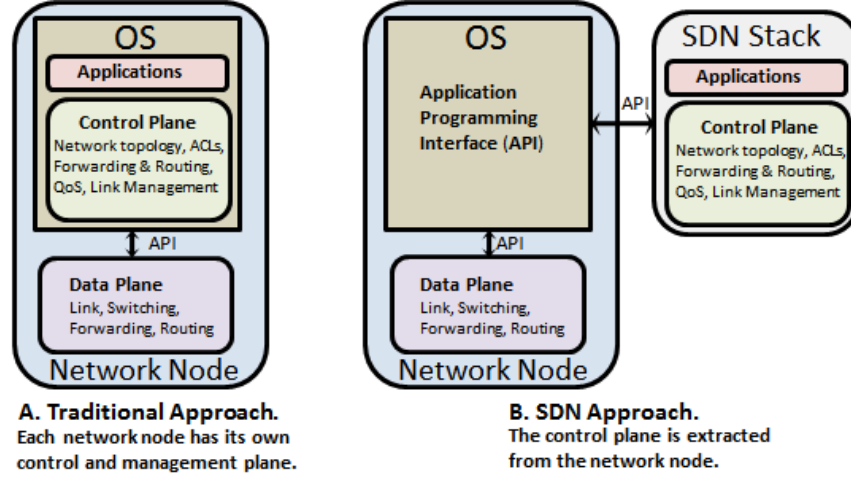 OS
Applications
Control Plane
Network topology, ACLs,
Forwarding & Routing,
QoS, Link Management
API
Data Plane
Link, Switching,
Forwarding, Routing
Network Node
A. Traditional Approach.
Each network node has its own
control and management plane.
OS
Application
Programming
Interface (API)
API
Data Plane
Link, Switching,
Forwarding, Routing
Network Node
API
SDN Stack
Applications
Control Plane
Network topology, ACLs,
Forwarding & Routing,
QoS, Link Management
B. SDN Approach.
The control plane is extracted
from the network node.